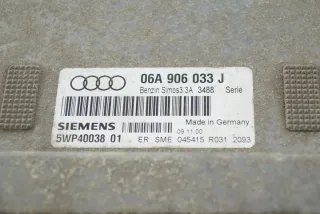 06A 906 033 J
Benzin Simos3.3A 3488 Serie
SIEMENS Made in Germany
09.11.00
5WP40038 01 ER SME 045415 R031 2093